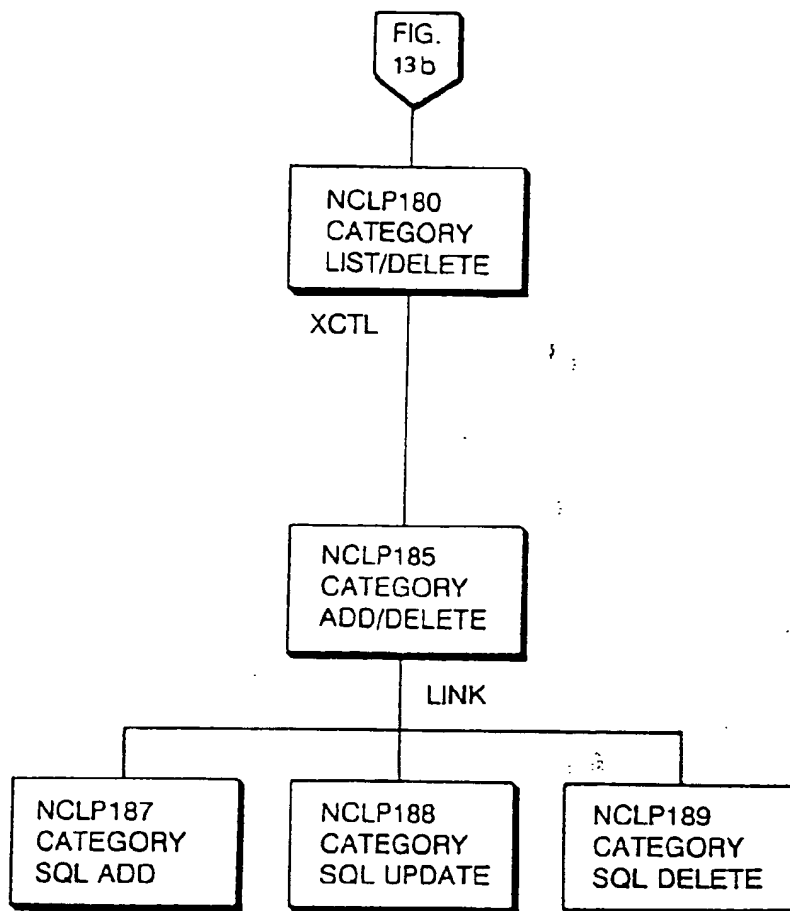 FIG.
13b
NCLP180
CATEGORY
LIST/DELETE
XCTL
NCLP185
CATEGORY
ADD/DELETE
LINK
NCLP187
CATEGORY
SQL ADD
NCLP188
CATEGORY
SQL UPDATE
NCLP189
CATEGORY
SQL DELETE